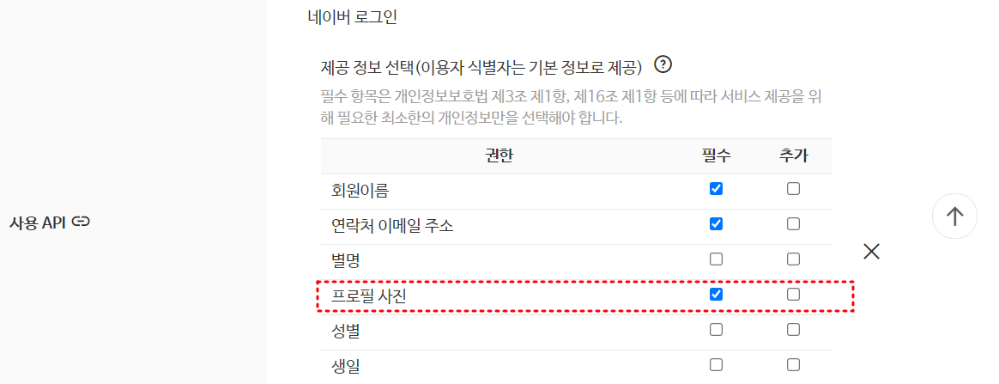 네이버 로그인
제공 정보 선택(이용자 식별자는 기본 정보로 제공) ?
필수 항목은 개인정보보호법 제3조 제1항, 제16조 제1항 등에 따라 서비스 제공을 위
해 필요한 최소한의 개인정보만을 선택해야 합니다.
권한 필수 추가
회원이름
사용 API
연락처 이메일 주소
별명
프로필 사진
성별
생일